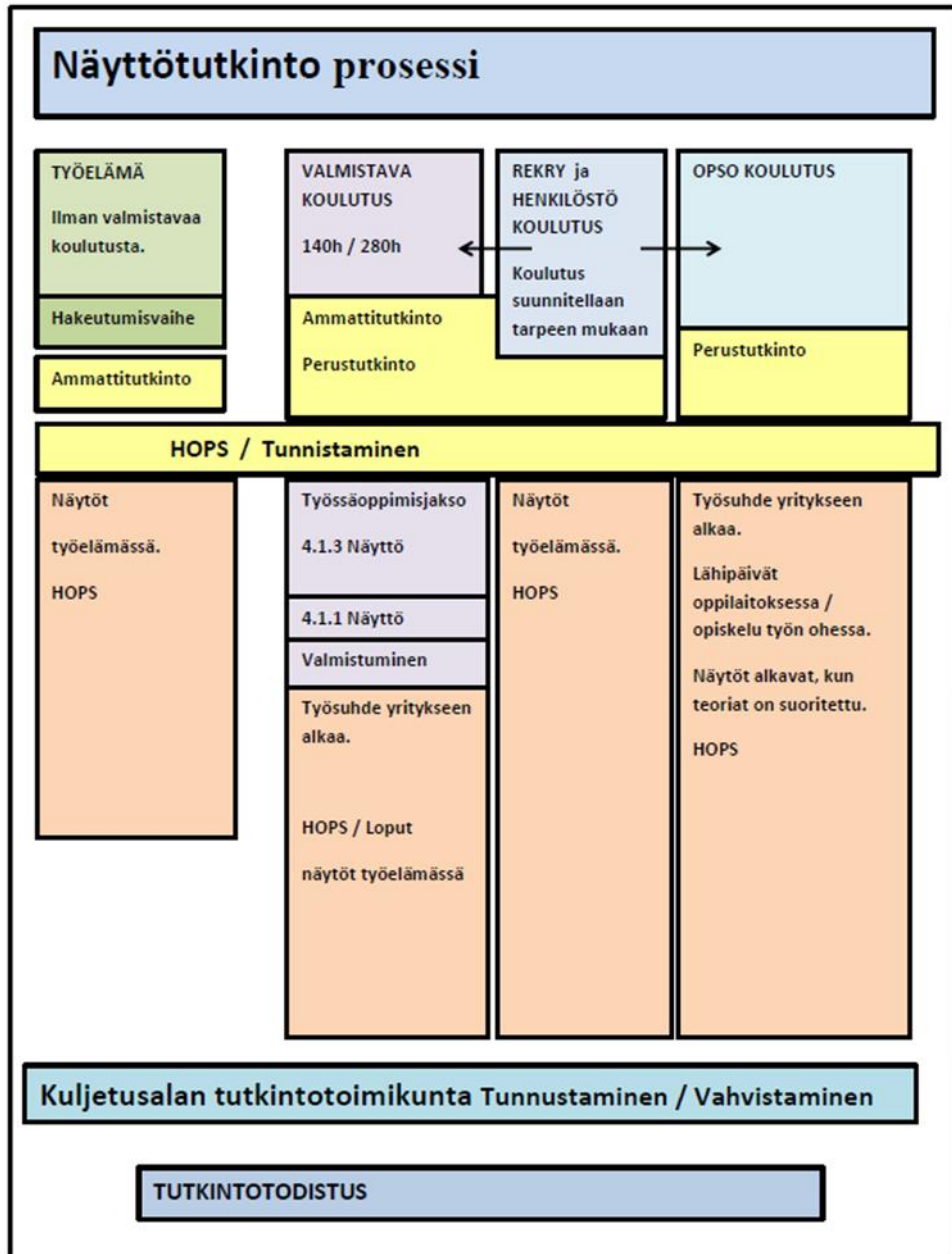 Näyttötutkinto prosessi
TYÖELÄMÄ
Ilman valmistavaa
koulutusta.
Hakeutumisvaihe
Ammattitutkinto
VALMISTAVA
KOULUTUS
140h / 280h
Ammattitutkinto
Perustutkinto
REKRY ja
HENKILÖSTÖ
KOULUTUS
Koulutus
suunnitellaan
tarpeen mukaan
OPSO KOULUTUS
Perustutkinto
HOPS / Tunnistaminen
Näytöt
työelämässä.
HOPS
Työssäoppimisjakso
4.1.3 Näyttö
4.1.1 Näyttö
Valmistuminen
Työsuhde yritykseen
alkaa.
HOPS / Loput
näytöt työelämässä
Näytöt
työelämässä.
HOPS
Työsuhde yritykseen
alkaa.
Lähipäivät
oppilaitoksessa /
opiskelu työn ohessa.
Näytöt alkavat, kun
teoriat on suoritettu.
HOPS
Kuljetusalan tutkintotoimikunta Tunnustaminen / Vahvistaminen
TUTKINTOTODISTUS